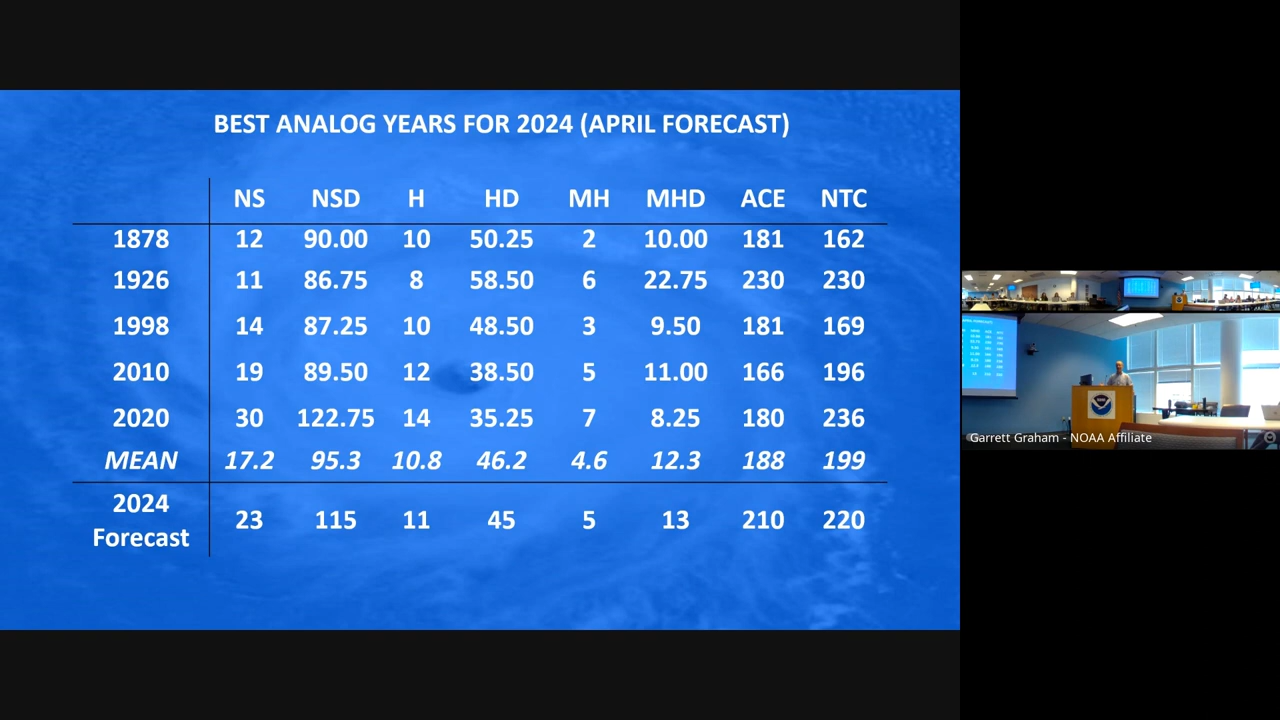 BEST ANALOG YEARS FOR 2024 (APRIL FORECAST)
NS NSD H HD MH MHD ACE NTC
1878 12 90.00 10 50.25 2 10.00 181 162
1926 11 86.75 8 58.50 6 22.75 230 230
1998 14 87.25 10 48.50 3 9.50 181 169
2010 19 89.50 12 38.50 5 11.00 166 196
2020 30 122.75 14 35.25 7 8.25 180 236
MEAN 17.2 95.3 10.8 46.2 4.6 12.3 188 199
2024
Forecast 23 115 11 45 5 13 210 220
Garrett Graham - NOAA Affiliate